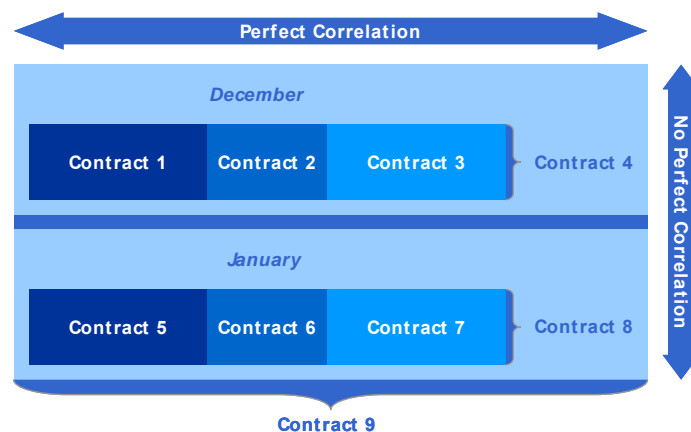 Perfect Correlation
December
Contract 1 Contract 2 Contract 3 Contract 4
No Perfect Correlation
January
Contract 5 Contract 6 Contract 7 Contract 8
Contract 9